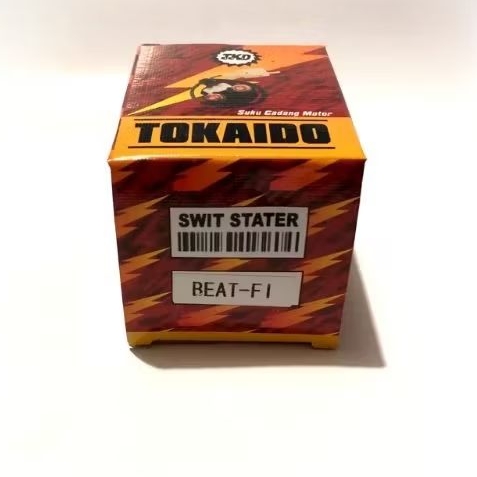 TKD
Suku Cadang Motor
TOKAIDO
SWIT STATER
BEAT-FI